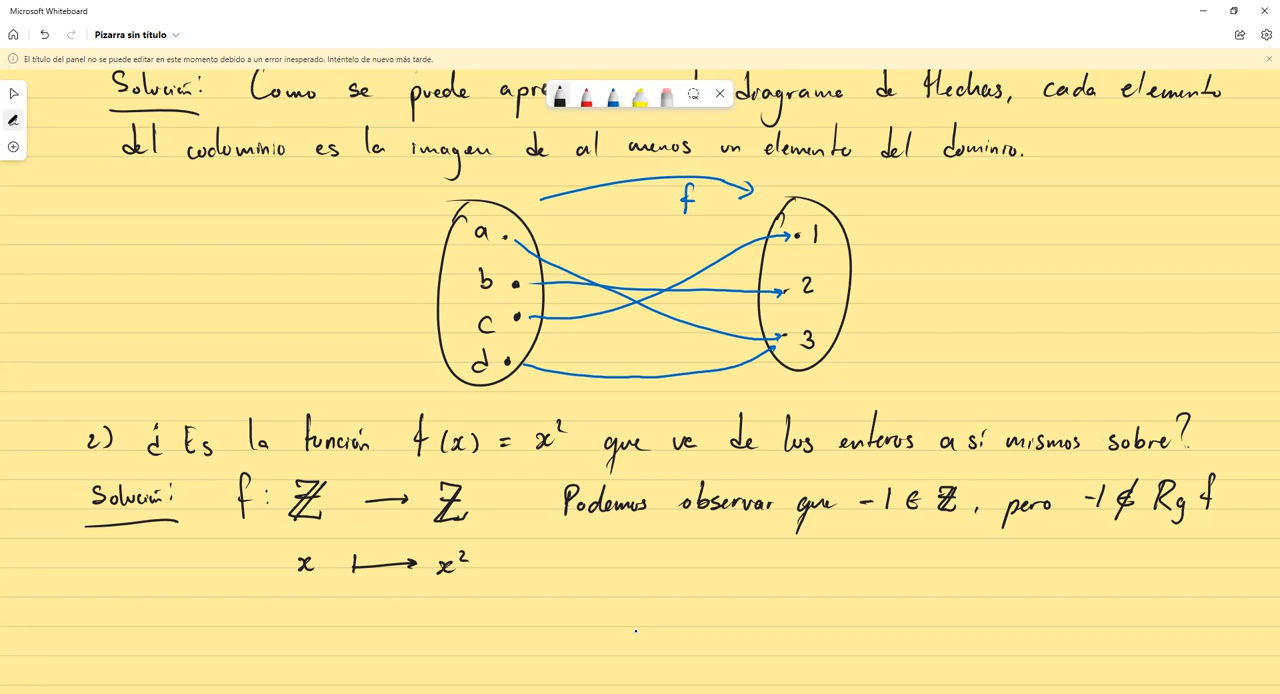 Microsoft Whiteboard
Pizarra sin título
El título del panel no se puede editar en este momento debido a un error inesperado. Inténtelo de nuevo más tarde.
Solución: Como se puede apre diagrama de flechas, cada elemento
del codominio es la imagen de al menos un elemento del dominio.
f
a 1
b 2
c
d 3
2) ¿Es la función f(x) = x² que va de los enteros a sí mismos sobre?
Solución: f: ℤ → ℤ Podemos observar que -1 ∈ ℤ, pero -1 ∉ Rg f
x ↦ x²